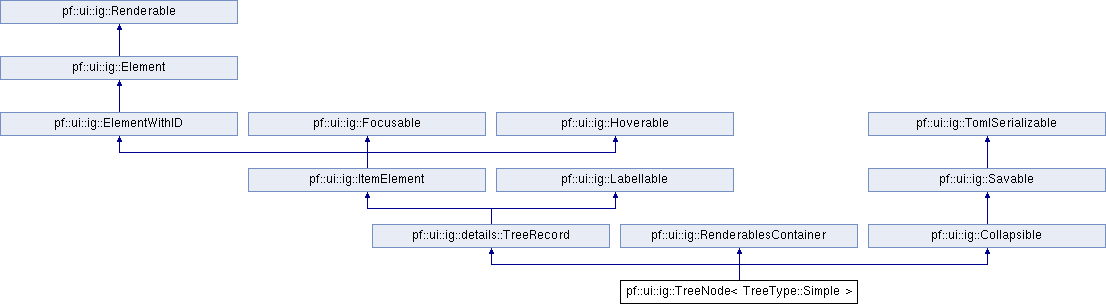 pf::ui::ig::Renderable
pf::ui::ig::Element
pf::ui::ig::ElementWithID
pf::ui::ig::Focusable
pf::ui::ig::Hoverable
pf::ui::ig::TomlSerializable
pf::ui::ig::ItemElement
pf::ui::ig::Labellable
pf::ui::ig::Savable
pf::ui::ig::details::TreeRecord
pf::ui::ig::RenderablesContainer
pf::ui::ig::Collapsible
pf::ui::ig::TreeNode< TreeType::Simple >